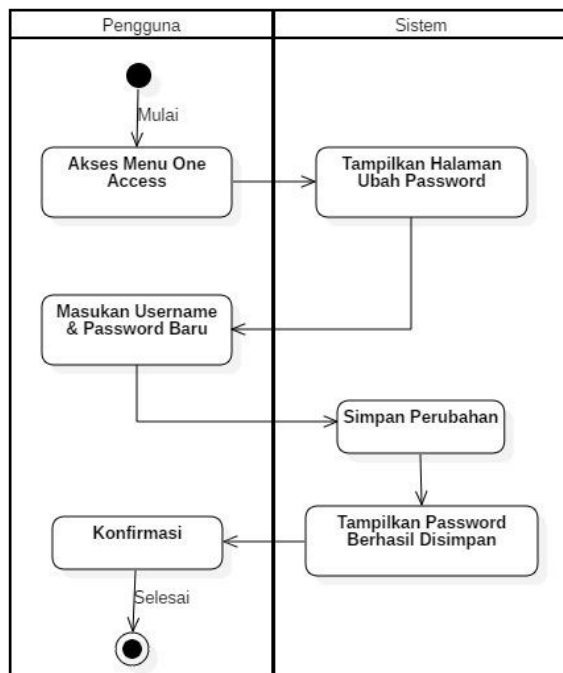 Pengguna
Sistem
Mulai
Akses Menu One
Access
Tampilkan Halaman
Ubah Password
Masukan Username
& Password Baru
Simpan Perubahan
Tampilkan Password
Berhasil Disimpan
Konfirmasi
Selesai